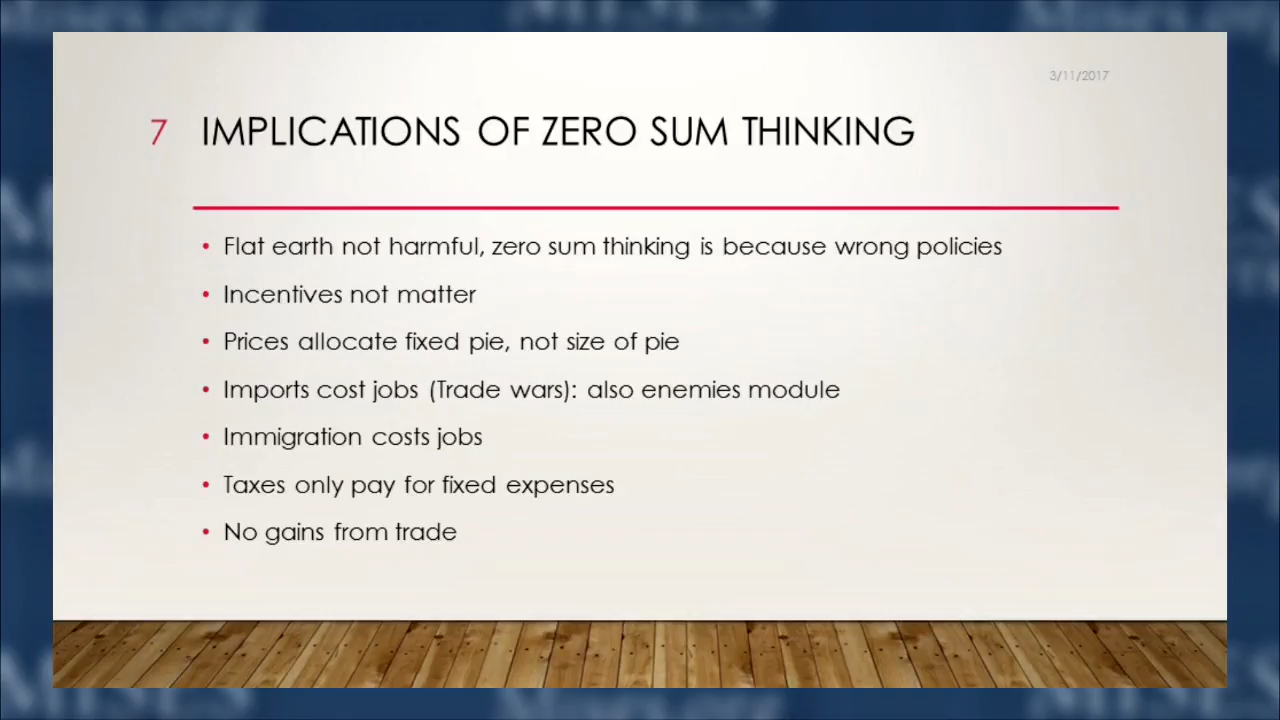 3/11/2017
7 IMPLICATIONS OF ZERO SUM THINKING
• Flat earth not harmful, zero sum thinking is because wrong policies
• Incentives not matter
• Prices allocate fixed pie, not size of pie
• Imports cost jobs (Trade wars): also enemies module
• Immigration costs jobs
• Taxes only pay for fixed expenses
• No gains from trade